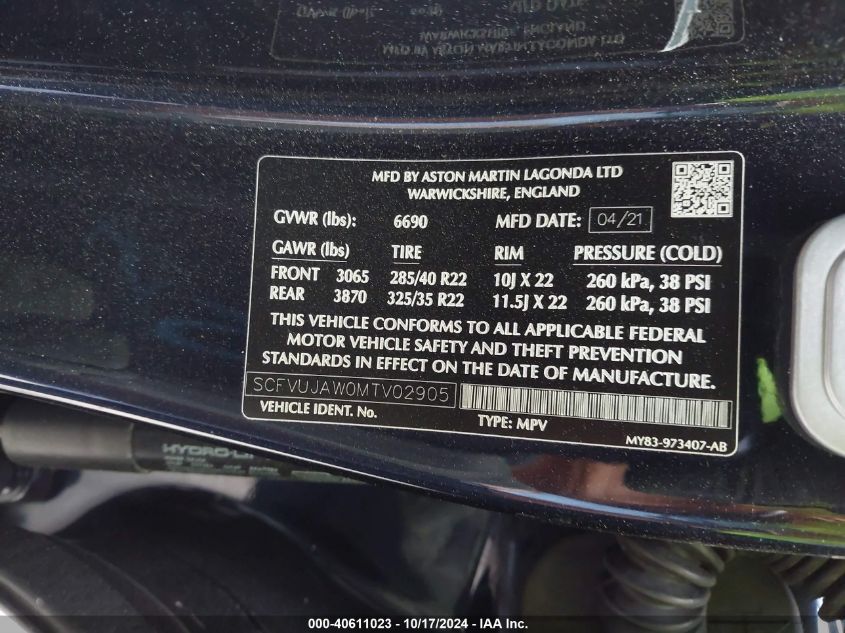 MFD BY ASTON MARTIN LAGONDA LTD
WARWICKSHIRE, ENGLAND
GVWR (lbs): 6690 MFD DATE: 04/21
GAWR (lbs) TIRE RIM PRESSURE (COLD)
FRONT 3065 285/40 R22 10J X 22 260 kPa, 38 PSI
REAR 3870 325/35 R22 11.5J X 22 260 kPa, 38 PSI
THIS VEHICLE CONFORMS TO ALL APPLICABLE FEDERAL
MOTOR VEHICLE SAFETY AND THEFT PREVENTION
STANDARDS IN EFFECT ON THE DATE OF MANUFACTURE.
SCFVUJAW0MTV02905
VEHICLE IDENT. No. TYPE: MPV MY83-973407-AB
000-40611023 - 10/17/2024 - IAA Inc.